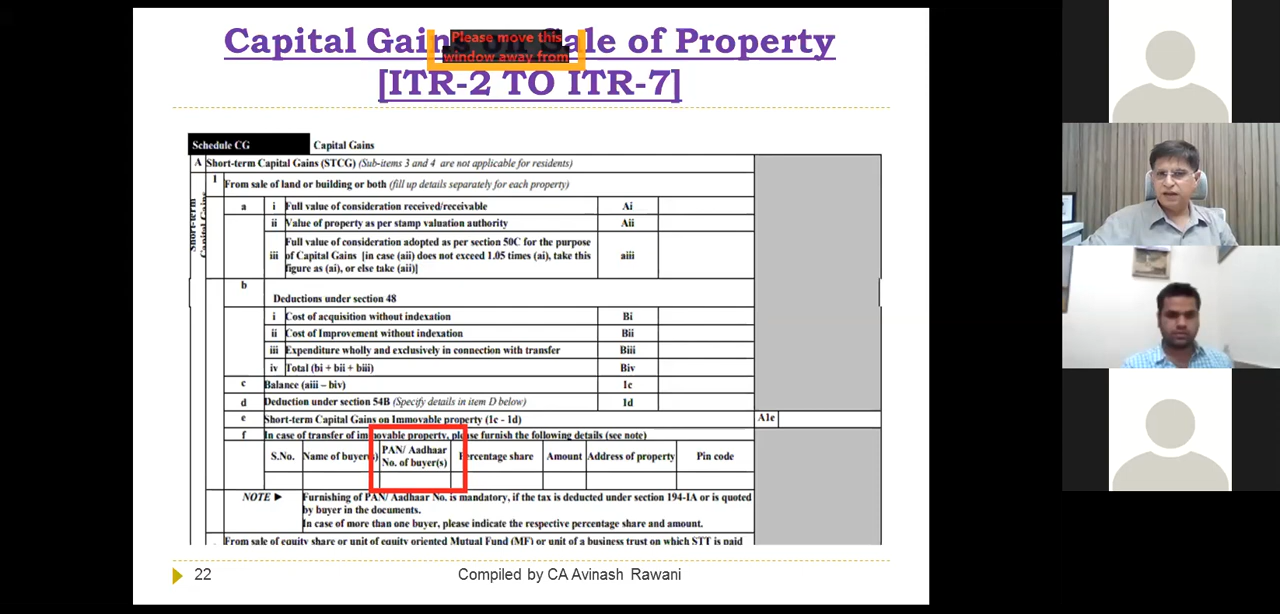 Capital Gains on Sale of Property
Please move this
window away from
[ITR-2 TO ITR-7]
Schedule CG Capital Gains
A Short-term Capital Gains (STCG) (Sub-items 3 and 4 are not applicable for residents)
Short-term
Capital Gains
1 From sale of land or building or both (fill up details separately for each property)
a i Full value of consideration received/receivable Ai
ii Value of property as per stamp valuation authority Aii
Full value of consideration adopted as per section 50C for the purpose
iii of Capital Gains [in case (aii) does not exceed 1.05 times (ai), take this aiii
figure as (ai), or else take (aii)]
b
Deductions under section 48
i Cost of acquisition without indexation Bi
ii Cost of Improvement without indexation Bii
iii Expenditure wholly and exclusively in connection with transfer Biii
iv Total (bi + bii + biii) Biv
c Balance (aiii – biv) 1c
d Deduction under section 54B (Specify details in item D below) 1d
e Short-term Capital Gains on Immovable property (1c - 1d) A1e
f In case of transfer of immovable property, please furnish the following details (see note)
S.No. Name of buyer(s) PAN/ Aadhaar No. of buyer(s) Percentage share Amount Address of property Pin code
NOTE ► Furnishing of PAN/ Aadhaar No. is mandatory, if the tax is deducted under section 194-IA or is quoted
by buyer in the documents.
In case of more than one buyer, please indicate the respective percentage share and amount.
From sale of equity share or unit of equity oriented Mutual Fund (MF) or unit of a business trust on which STT is paid
22 Compiled by CA Avinash Rawani